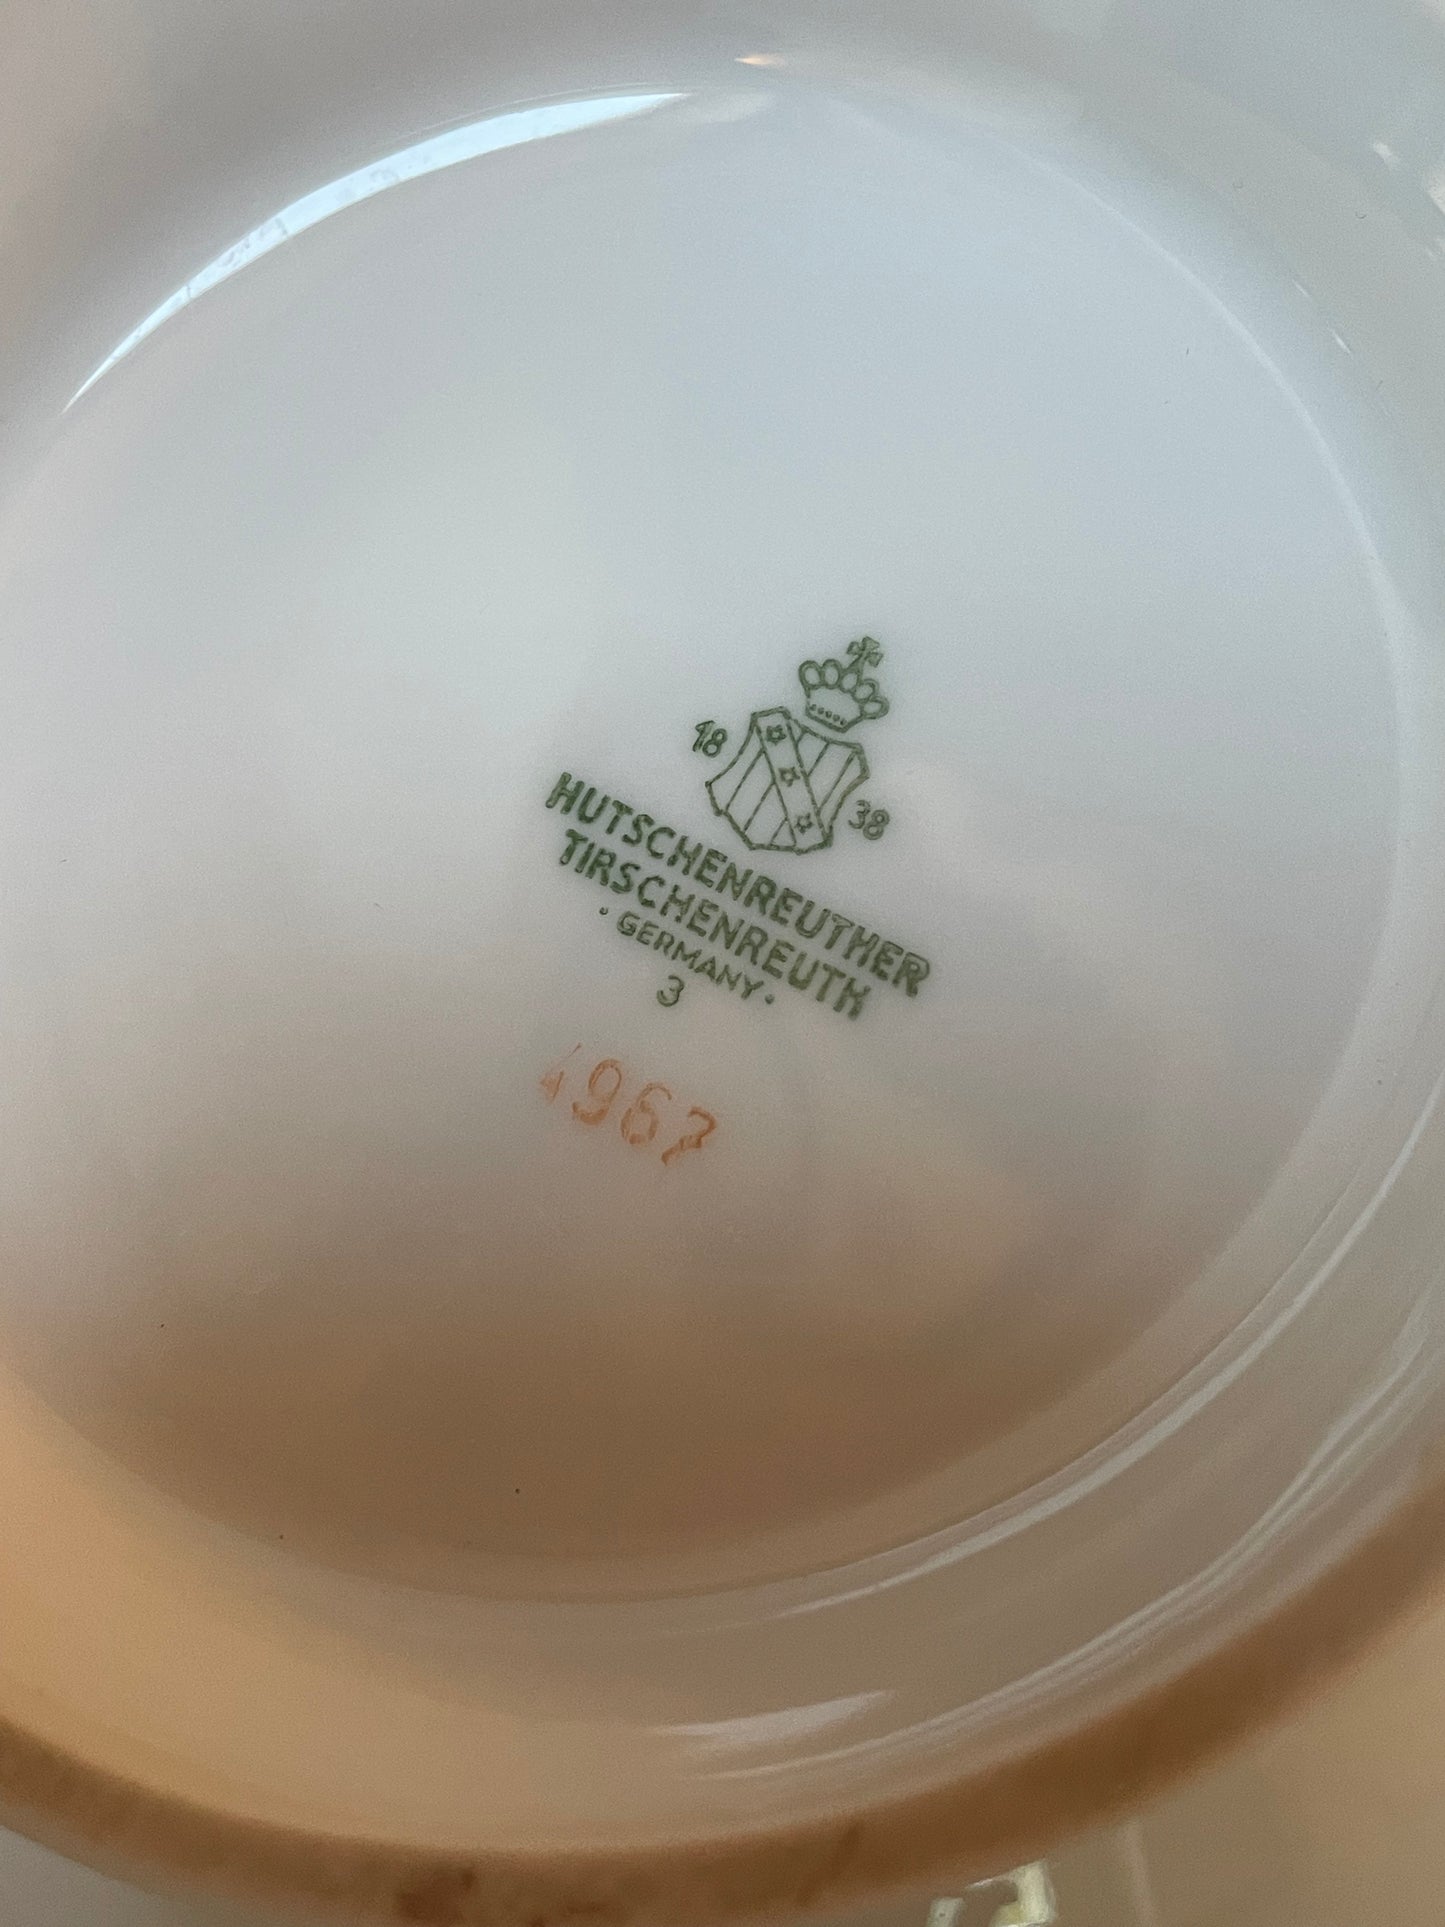 18 38
HUTSCHENREUTHER
TIRSCHENREUTH
· GERMANY ·
3
4967